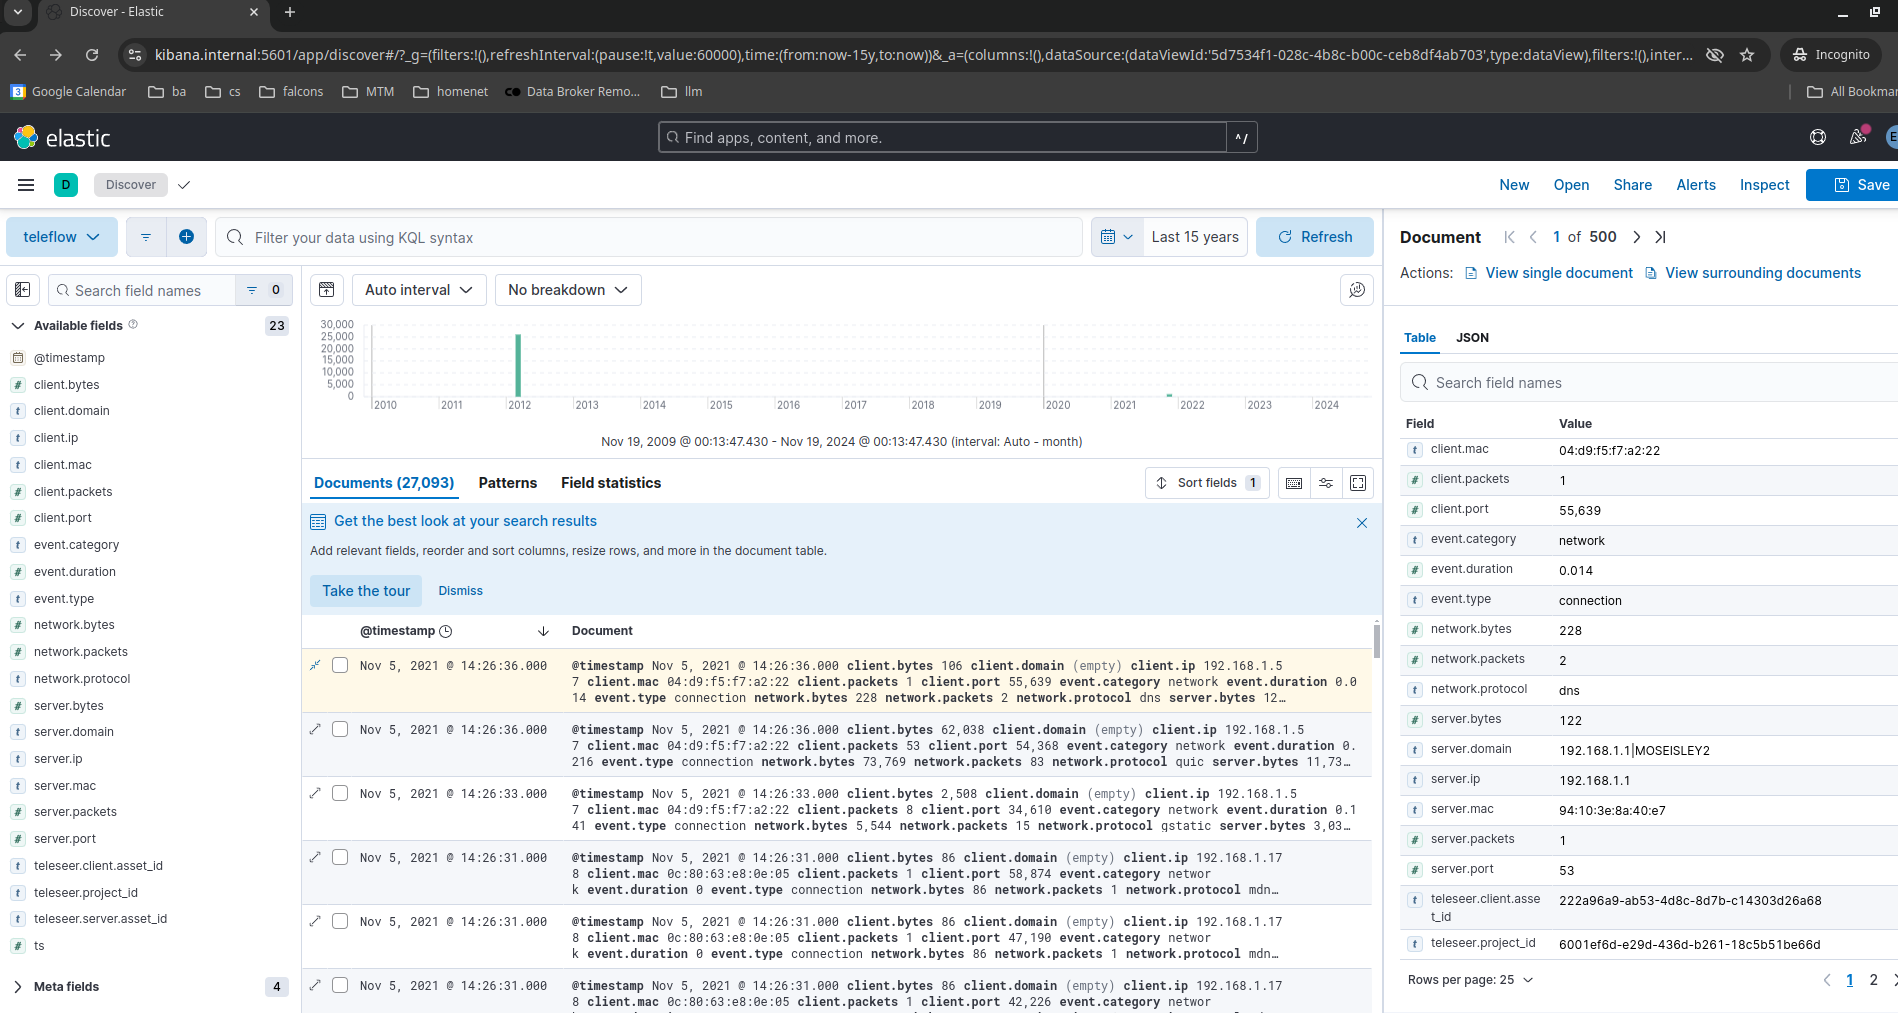 Discover - Elastic
kibana.internal:5601/app/discover#/?_g=(filters:!(),refreshInterval:(pause:!t,value:60000),time:(from:now-15y,to:now))&_a=(columns:!(),dataSource:(dataViewId:'5d7534f1-028c-4b8c-b00c-ceb8df4ab703',type:dataView),filters:!(),inter... Incognito
3 Google Calendar ba cs falcons MTM homenet Data Broker Remo... llm All Bookmar
elastic Find apps, content, and more. ^/ E
D Discover New Open Share Alerts Inspect Save
teleflow Filter your data using KQL syntax Last 15 years Refresh
Search field names 0
Available fields 23
@timestamp
client.bytes
client.domain
client.ip
client.mac
client.packets
client.port
event.category
event.duration
event.type
network.bytes
network.packets
network.protocol
server.bytes
server.domain
server.ip
server.mac
server.packets
server.port
teleseer.client.asset_id
teleseer.project_id
teleseer.server.asset_id
ts
Meta fields 4
Auto interval No breakdown
30,000
25,000
20,000
15,000
10,000
5,000
0
2010 2011 2012 2013 2014 2015 2016 2017 2018 2019 2020 2021 2022 2023 2024
Nov 19, 2009 @ 00:13:47.430 - Nov 19, 2024 @ 00:13:47.430 (interval: Auto - month)
Documents (27,093) Patterns Field statistics Sort fields 1
Get the best look at your search results
Add relevant fields, reorder and sort columns, resize rows, and more in the document table.
Take the tour Dismiss
@timestamp Document
Nov 5, 2021 @ 14:26:36.000 @timestamp Nov 5, 2021 @ 14:26:36.000 client.bytes 106 client.domain (empty) client.ip 192.168.1.5
7 client.mac 04:d9:f5:f7:a2:22 client.packets 1 client.port 55,639 event.category network event.duration 0.0
14 event.type connection network.bytes 228 network.packets 2 network.protocol dns server.bytes 12…
Nov 5, 2021 @ 14:26:36.000 @timestamp Nov 5, 2021 @ 14:26:36.000 client.bytes 62,038 client.domain (empty) client.ip 192.168.1.5
7 client.mac 04:d9:f5:f7:a2:22 client.packets 53 client.port 54,368 event.category network event.duration 0.
216 event.type connection network.bytes 73,769 network.packets 83 network.protocol quic server.bytes 11,73…
Nov 5, 2021 @ 14:26:33.000 @timestamp Nov 5, 2021 @ 14:26:33.000 client.bytes 2,508 client.domain (empty) client.ip 192.168.1.5
7 client.mac 04:d9:f5:f7:a2:22 client.packets 8 client.port 34,610 event.category network event.duration 0.1
41 event.type connection network.bytes 5,544 network.packets 15 network.protocol gstatic server.bytes 3,03…
Nov 5, 2021 @ 14:26:31.000 @timestamp Nov 5, 2021 @ 14:26:31.000 client.bytes 86 client.domain (empty) client.ip 192.168.1.17
8 client.mac 0c:80:63:e8:0e:05 client.packets 1 client.port 58,874 event.category networ
k event.duration 0 event.type connection network.bytes 86 network.packets 1 network.protocol mdn…
Nov 5, 2021 @ 14:26:31.000 @timestamp Nov 5, 2021 @ 14:26:31.000 client.bytes 86 client.domain (empty) client.ip 192.168.1.17
8 client.mac 0c:80:63:e8:0e:05 client.packets 1 client.port 47,190 event.category networ
k event.duration 0 event.type connection network.bytes 86 network.packets 1 network.protocol mdn…
Nov 5, 2021 @ 14:26:31.000 @timestamp Nov 5, 2021 @ 14:26:31.000 client.bytes 86 client.domain (empty) client.ip 192.168.1.17
8 client.mac 0c:80:63:e8:0e:05 client.packets 1 client.port 42,226 event.category networ
Document 1 of 500
Actions: View single document View surrounding documents
Table JSON
Search field names
Field Value
client.mac 04:d9:f5:f7:a2:22
client.packets 1
client.port 55,639
event.category network
event.duration 0.014
event.type connection
network.bytes 228
network.packets 2
network.protocol dns
server.bytes 122
server.domain 192.168.1.1|MOSEISLEY2
server.ip 192.168.1.1
server.mac 94:10:3e:8a:40:e7
server.packets 1
server.port 53
teleseer.client.asse 222a96a9-ab53-4d8c-8d7b-c14303d26a68
t_id
teleseer.project_id 6001ef6d-e29d-436d-b261-18c5b51be66d
Rows per page: 25 1 2